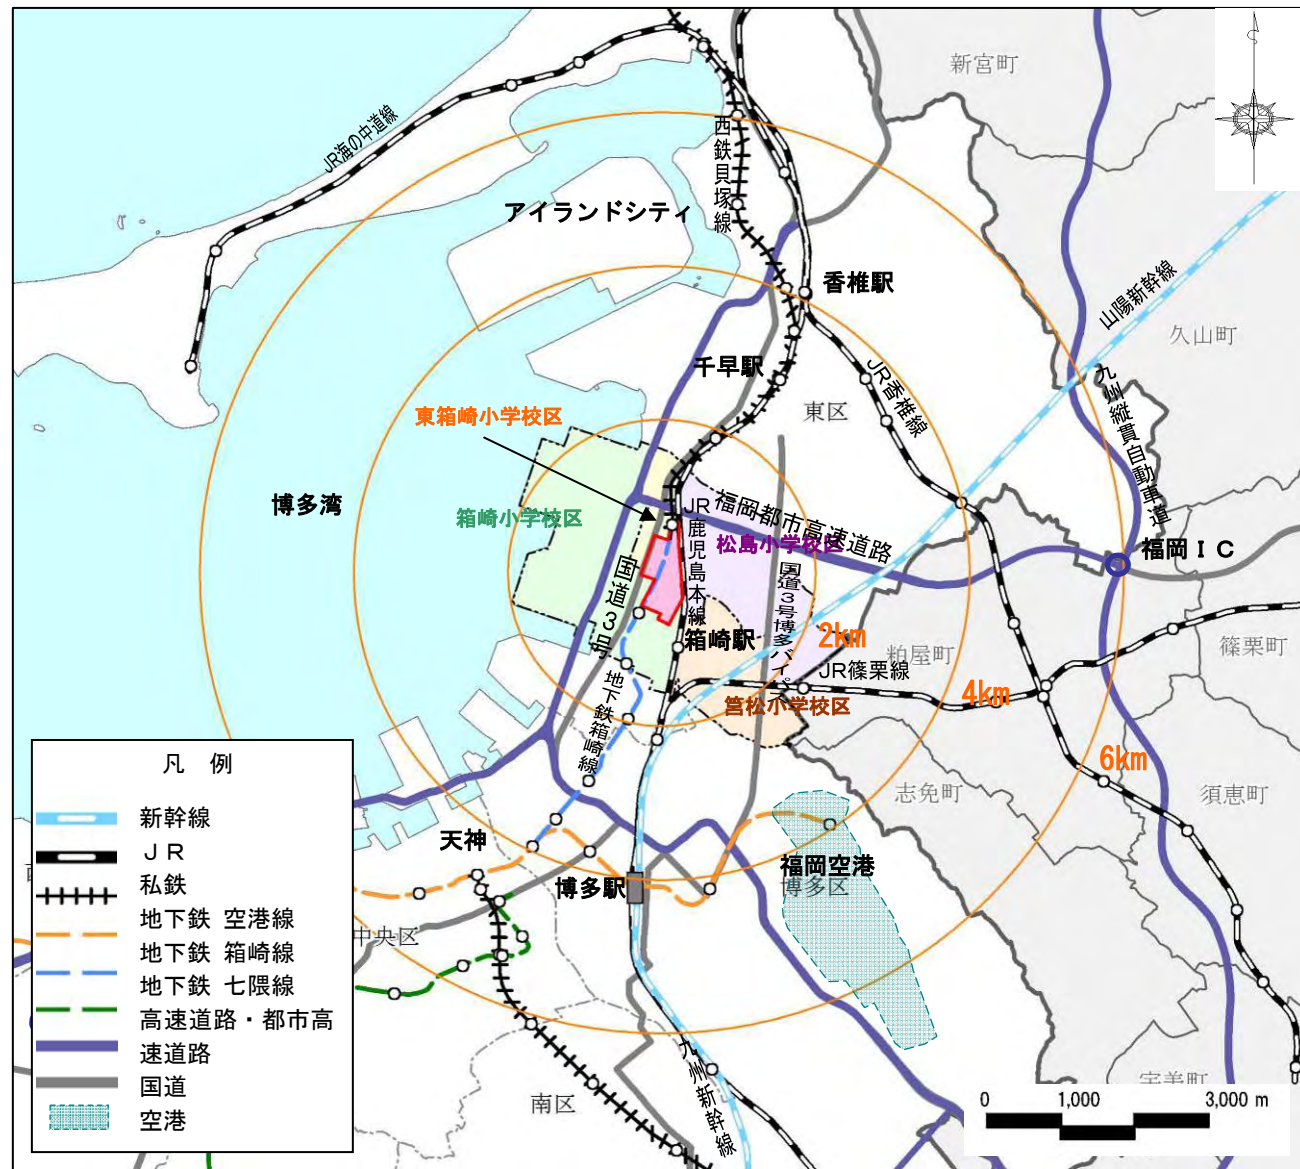 新宮町
JR海の中道線
西鉄貝塚線
アイランドシティ
山陽新幹線
香椎駅
久山町
千早駅
JR香椎線
九州縦貫自動車道
東箱崎小学校区
東区
博多湾
箱崎小学校区
JR鹿児島本線
福岡都市高速道路
松島小学校区
福岡IC
国道3号
国道3号博多バイパス
箱崎駅
2km
粕屋町
篠栗町
JR篠栗線
4km
筥松小学校区
地下鉄箱崎線
6km
志免町
須恵町
天神
福岡空港
博多駅
博多区
中央区
九州新幹線
南区
宇美町
凡 例
新幹線
JR
私鉄
地下鉄 空港線
地下鉄 箱崎線
地下鉄 七隈線
高速道路・都市高
速道路
国道
空港
0 1,000 3,000 m